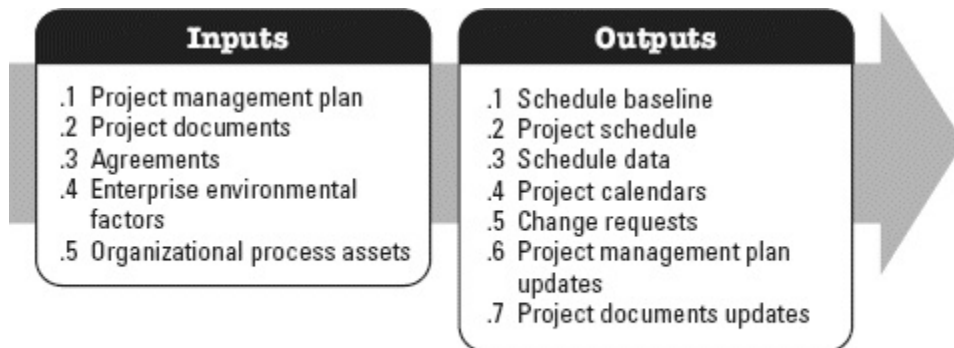 Inputs
.1 Project management plan
.2 Project documents
.3 Agreements
.4 Enterprise environmental
factors
.5 Organizational process assets
Outputs
.1 Schedule baseline
.2 Project schedule
.3 Schedule data
.4 Project calendars
.5 Change requests
.6 Project management plan
updates
.7 Project documents updates